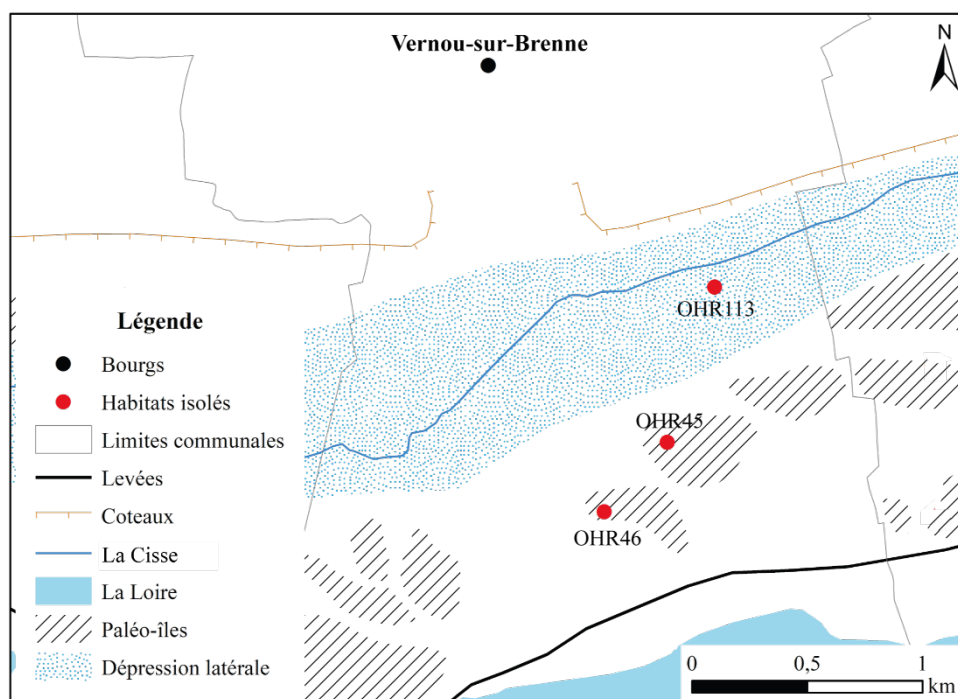 Vernou-sur-Brenne
N
OHR113
OHR45
OHR46
Légende
Bourgs
Habitats isolés
Limites communales
Levées
Coteaux
La Cisse
La Loire
Paléo-îles
Dépression latérale
0 0,5 1
km